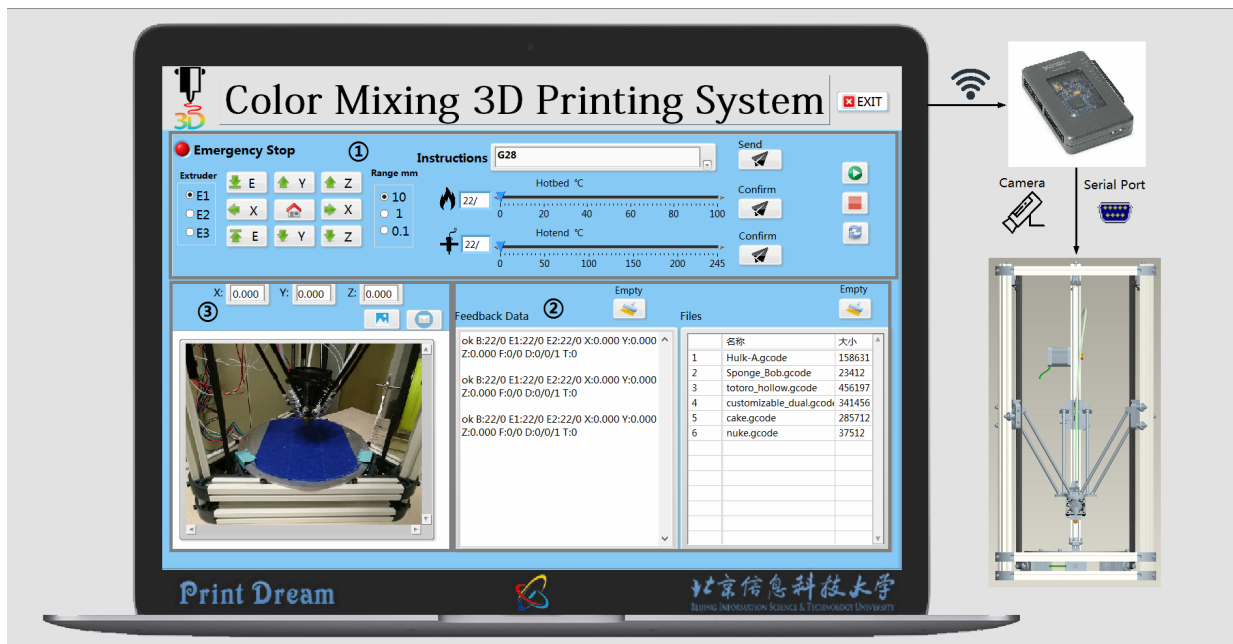 3D
Color Mixing 3D Printing System
EXIT
Emergency Stop
①
Instructions
G28
Send
Extruder
E1
E2
E3
E
Y
Z
X
X
E
Y
Z
Range mm
10
1
0.1
Hotbed ℃
22/
0 20 40 60 80 100
Confirm
Hotend ℃
22/
0 50 100 150 200 245
Confirm
Camera
Serial Port
X: 0.000 Y: 0.000 Z: 0.000
③
Feedback Data
②
Empty
Files
Empty
ok B:22/0 E1:22/0 E2:22/0 X:0.000 Y:0.000
Z:0.000 F:0/0 D:0/0/1 T:0
ok B:22/0 E1:22/0 E2:22/0 X:0.000 Y:0.000
Z:0.000 F:0/0 D:0/0/1 T:0
ok B:22/0 E1:22/0 E2:22/0 X:0.000 Y:0.000
Z:0.000 F:0/0 D:0/0/1 T:0
名称 大小
1 Hulk-A.gcode 158631
2 Sponge_Bob.gcode 23412
3 totoro_hollow.gcode 456197
4 customizable_dual.gcode 341456
5 cake.gcode 285712
6 nuke.gcode 37512
Print Dream
北京信息科技大学
BEIJING INFORMATION SCIENCE & TECHNOLOGY UNIVERSITY